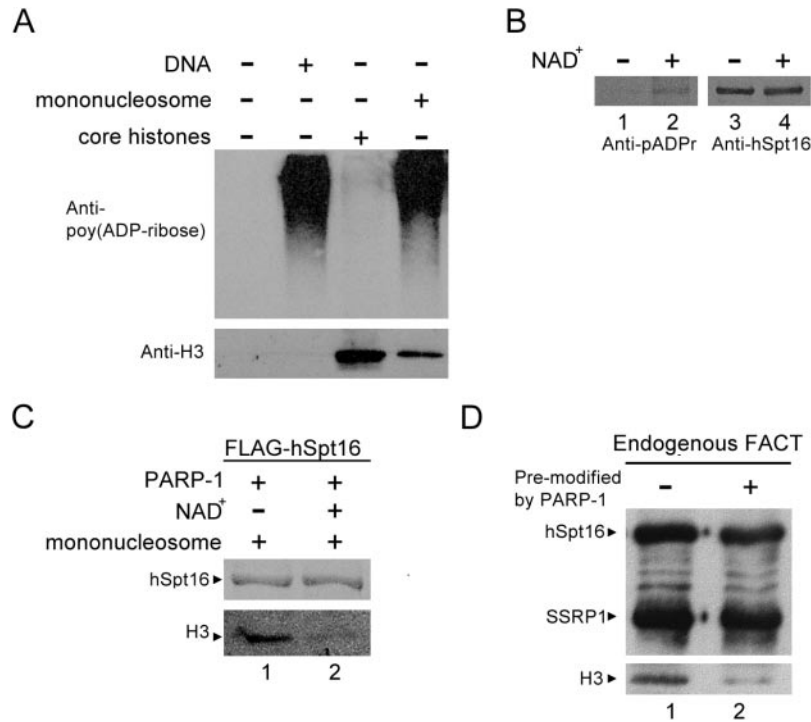 A
DNA - + - -
mononucleosome - - - +
core histones - - + -
Anti-
poy(ADP-ribose)
Anti-H3
B
NAD+ - + - +
1 2 3 4
Anti-pADPr Anti-hSpt16
C
FLAG-hSpt16
PARP-1 + +
NAD+ - +
mononucleosome + +
hSpt16
H3
1 2
D
Endogenous FACT
Pre-modified
by PARP-1 - +
hSpt16
SSRP1
H3
1 2